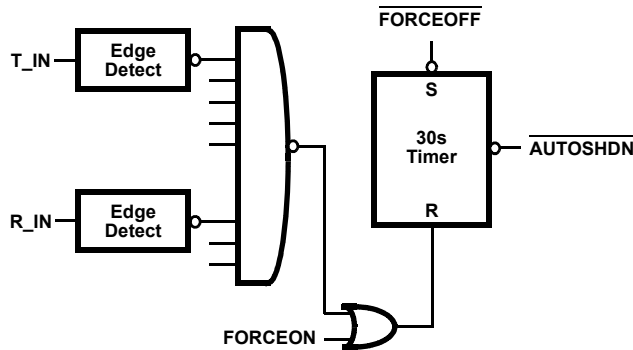 FORCEOFF
T_IN
Edge
Detect
S
30s
Timer
AUTOSHDN
R_IN
Edge
Detect
R
FORCEON